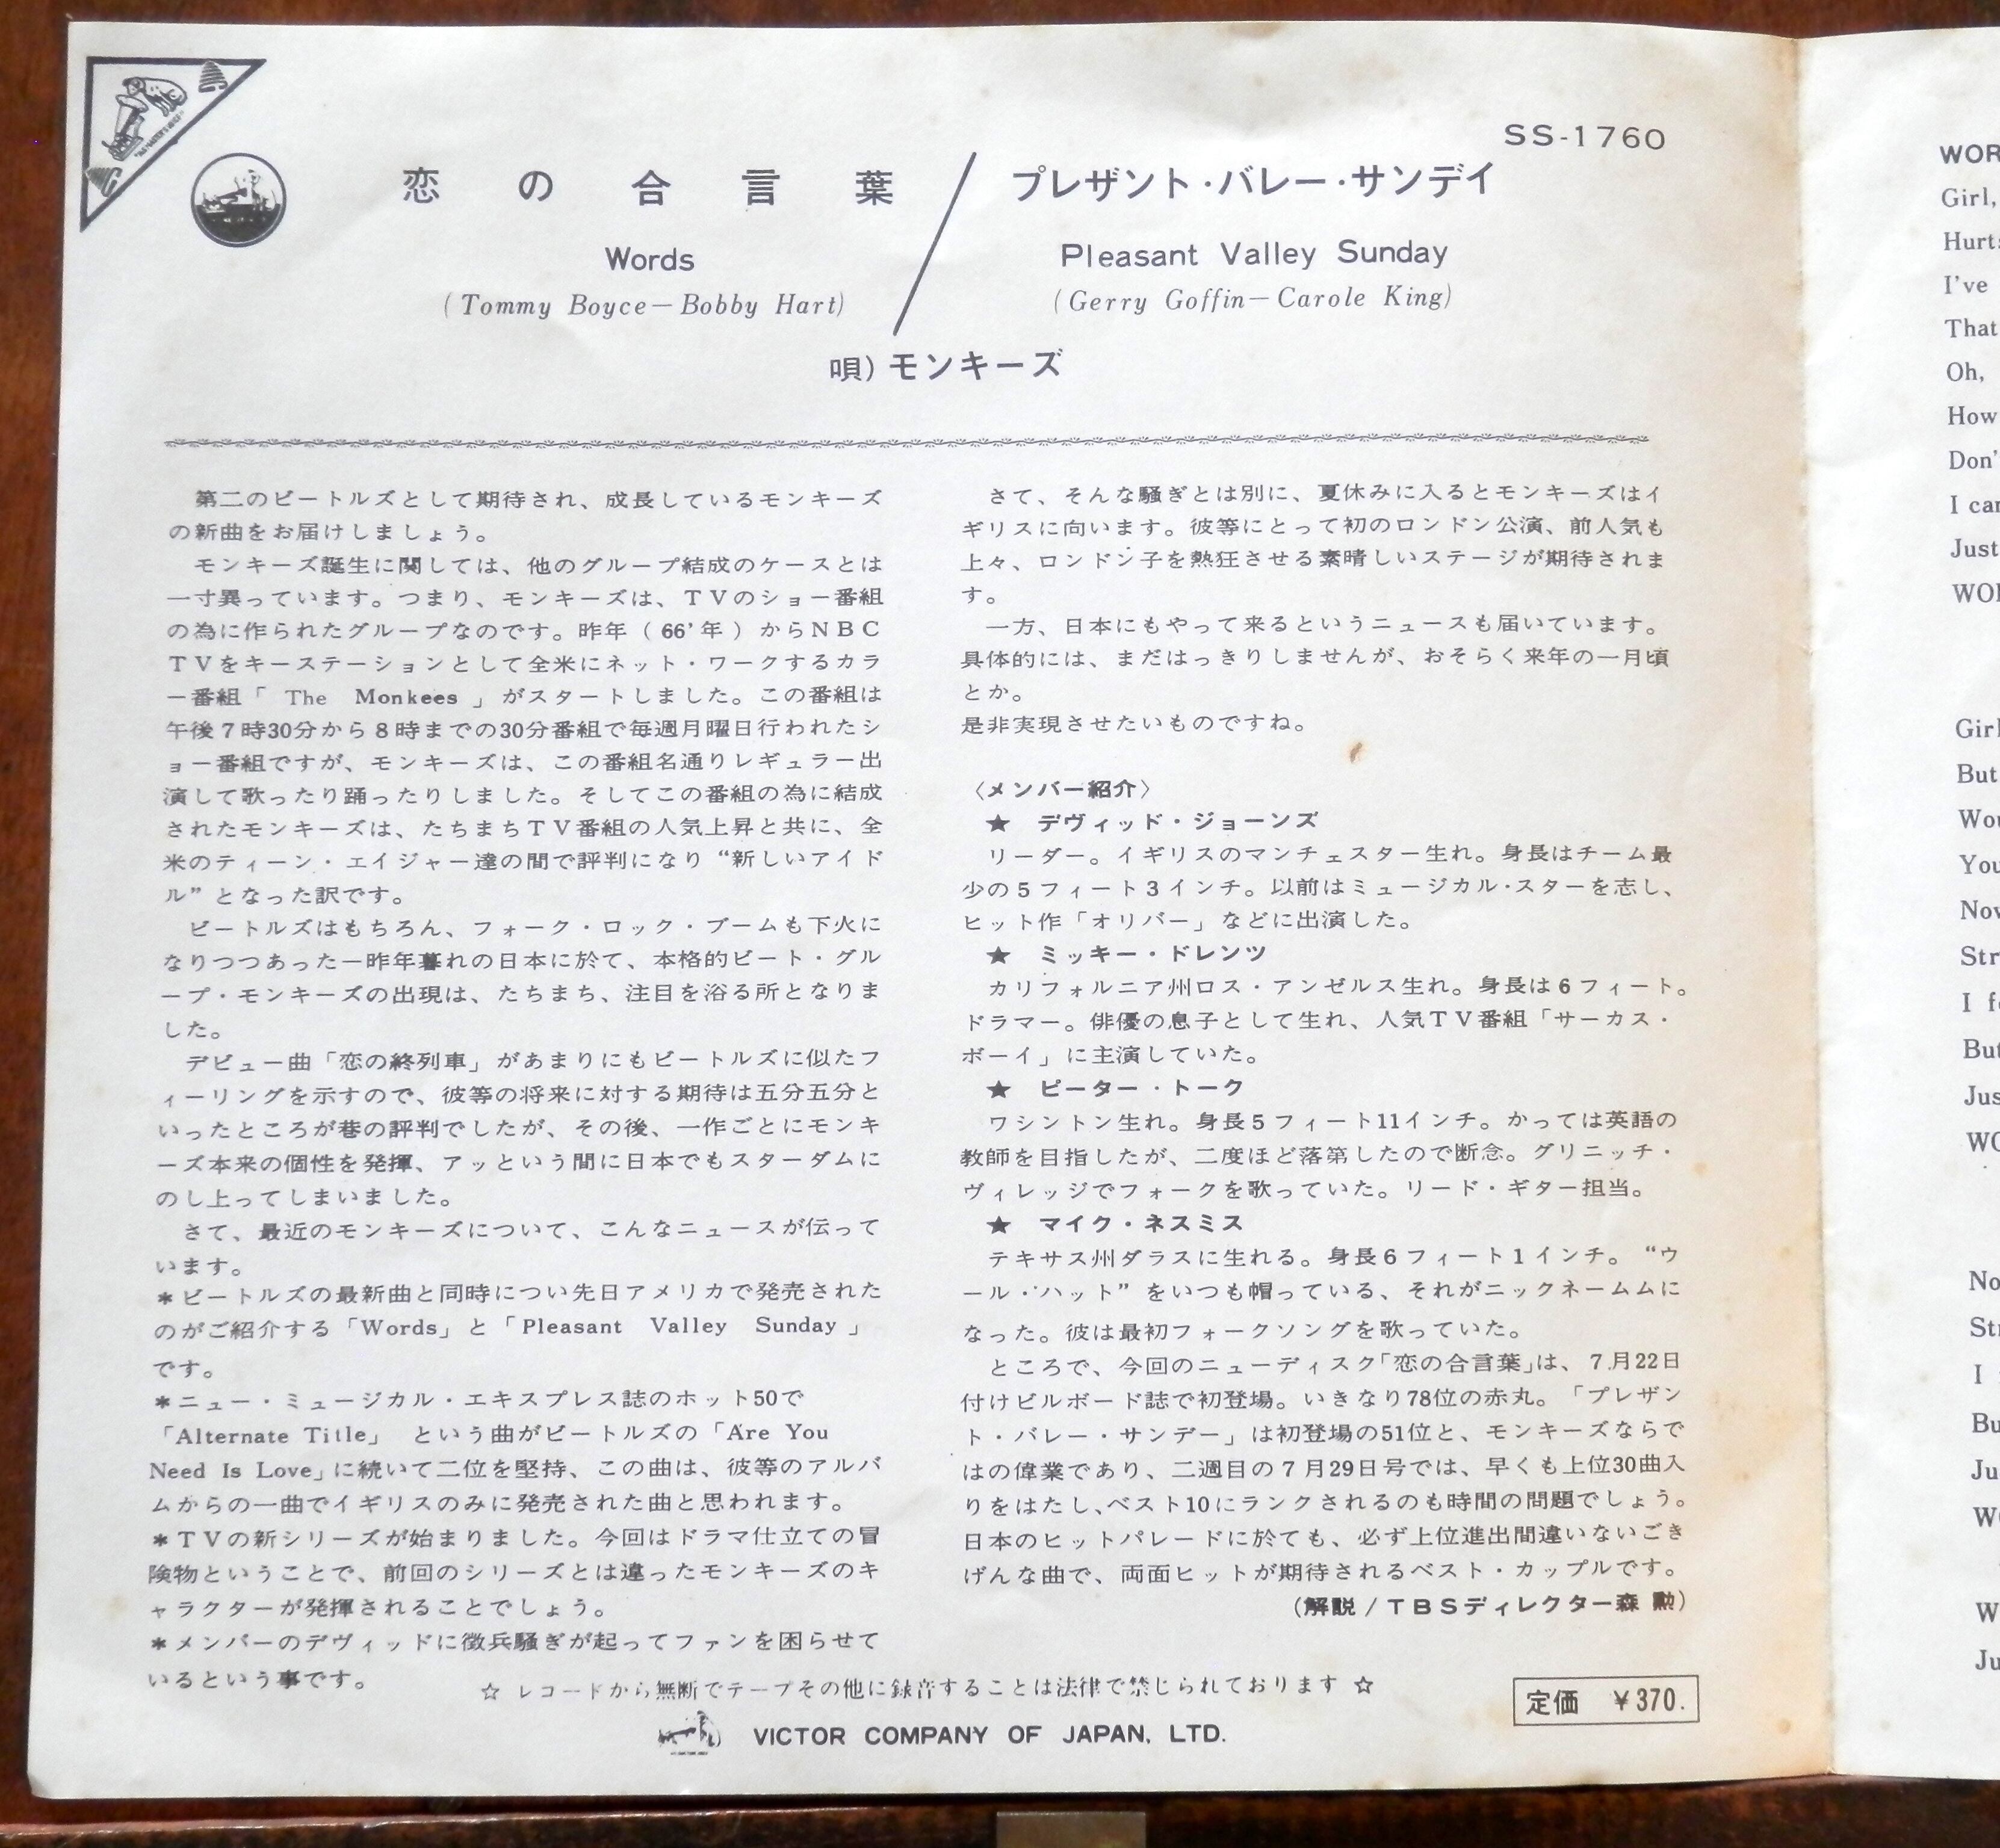 SS-1760
恋の合言葉
プレザント・バレー・サンデイ
Words
Pleasant Valley Sunday
(Tommy Boyce—Bobby Hart)
(Gerry Goffin—Carole King)
唄) モンキーズ
第二のビートルズとして期待され、成長しているモンキーズ
の新曲をお届けしましょう。
モンキーズ誕生に関しては、他のグループ結成のケースとは
一寸異っています。つまり、モンキーズは、TVのショー番組
の為に作られたグループなのです。昨年（66'年）からNBC
TVをキーステーションとして全米にネット・ワークするカラ
ー番組「The Monkees」がスタートしました。この番組は
午後7時30分から8時までの30分番組で毎週月曜日行われたシ
ョー番組ですが、モンキーズは、この番組名通りレギュラー出
演して歌ったり踊ったりしました。そしてこの番組の為に結成
されたモンキーズは、たちまちTV番組の人気上昇と共に、全
米のティーン・エイジャー達の間で評判になり“新しいアイド
ル”となった訳です。
ビートルズはもちろん、フォーク・ロック・ブームも下火に
なりつつあった一昨年暮れの日本に於て、本格的ビート・グル
ープ・モンキーズの出現は、たちまち、注目を浴る所となりま
した。
デビュー曲「恋の終列車」があまりにもビートルズに似たフ
ィーリングを示すので、彼等の将来に対する期待は五分五分と
いったところが巷の評判でしたが、その後、一作ごとにモンキ
ーズ本来の個性を発揮、アッという間に日本でもスターダムに
のし上ってしまいました。
さて、最近のモンキーズについて、こんなニュースが伝って
います。
＊ビートルズの最新曲と同時につい先日アメリカで発売された
のがご紹介する「Words」と「Pleasant Valley Sunday」
です。
＊ニュー・ミュージカル・エキスプレス誌のホット50で
「Alternate Title」 という曲がビートルズの「Are You
Need Is Love」に続いて二位を堅持、この曲は、彼等のアルバ
ムからの一曲でイギリスのみに発売された曲と思われます。
＊TVの新シリーズが始まりました。今回はドラマ仕立ての冒
険物ということで、前回のシリーズとは違ったモンキーズのキ
ャラクターが発揮されることでしょう。
＊メンバーのデヴィッドに徴兵騒ぎが起ってファンを困らせて
いるという事です。
さて、そんな騒ぎとは別に、夏休みに入るとモンキーズはイ
ギリスに向います。彼等にとって初のロンドン公演、前人気も
上々、ロンドン子を熱狂させる素晴しいステージが期待されま
す。
一方、日本にもやって来るというニュースも届いています。
具体的には、まだはっきりしませんが、おそらく来年の一月頃
とか。
是非実現させたいものですね。
〈メンバー紹介〉
★ デヴィッド・ジョーンズ
リーダー。イギリスのマンチェスター生れ。身長はチーム最
少の5フィート3インチ。以前はミュージカル・スターを志し、
ヒット作「オリバー」などに出演した。
★ ミッキー・ドレンツ
カリフォルニア州ロス・アンゼルス生れ。身長は6フィート。
ドラマー。俳優の息子として生れ、人気TV番組「サーカス・
ボーイ」に主演していた。
★ ピーター・トーク
ワシントン生れ。身長5フィート11インチ。かっては英語の
教師を目指したが、二度ほど落第したので断念。グリニッチ・
ヴィレッジでフォークを歌っていた。リード・ギター担当。
★ マイク・ネスミス
テキサス州ダラスに生れる。身長6フィート1インチ。“ウ
ール・ハット”をいつも帽っている、それがニックネームムに
なった。彼は最初フォークソングを歌っていた。
ところで、今回のニューディスク「恋の合言葉」は、7月22日
付けビルボード誌で初登場。いきなり78位の赤丸。「プレザン
ト・バレー・サンデー」は初登場の51位と、モンキーズならで
はの偉業であり、二週目の7月29日号では、早くも上位30曲入
りをはたし、ベスト10にランクされるのも時間の問題でしょう。
日本のヒットパレードに於ても、必ず上位進出間違いないごき
げんな曲で、両面ヒットが期待されるベスト・カップルです。
（解説/TBSディレクター森 勲）
☆ レコードから無断でテープその他に録音することは法律で禁じられております ☆
定価 ￥370.
VICTOR COMPANY OF JAPAN, LTD.
Girl,
I've
That
Oh,
How
Don'
Just
You
But